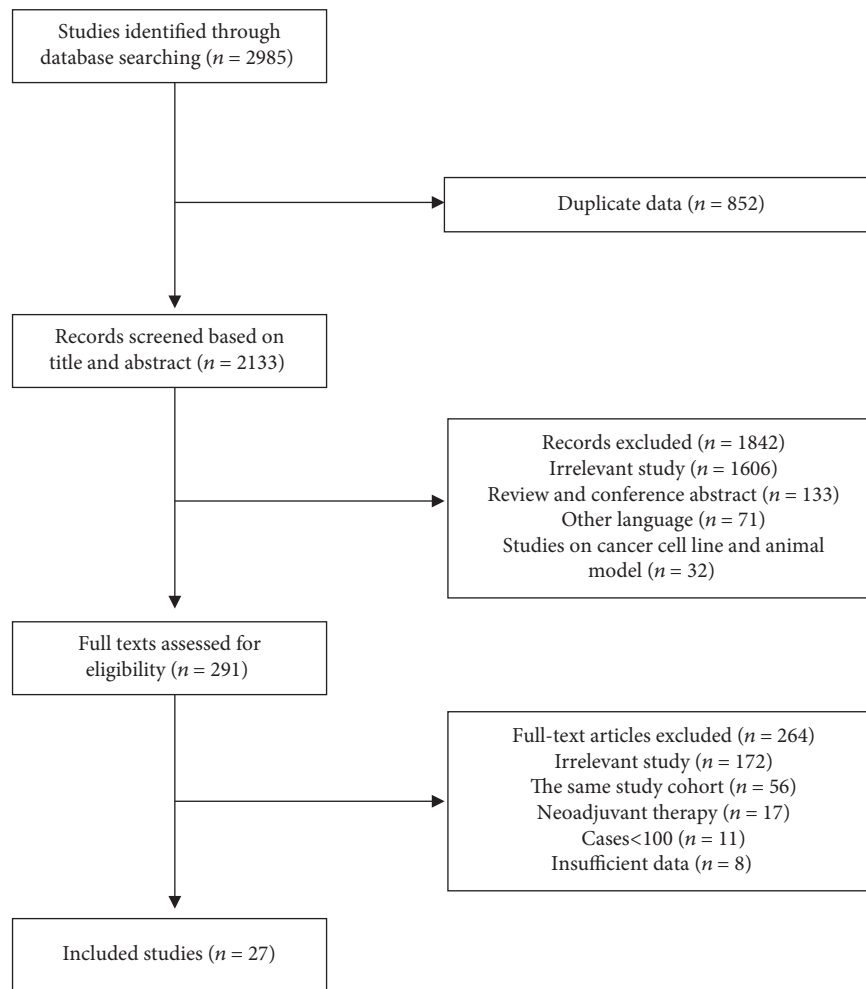 Studies identified through
database searching (n = 2985)
Duplicate data (n = 852)
Records screened based on
title and abstract (n = 2133)
Records excluded (n = 1842)
Irrelevant study (n = 1606)
Review and conference abstract (n = 133)
Other language (n = 71)
Studies on cancer cell line and animal
model (n = 32)
Full texts assessed for
eligibility (n = 291)
Full-text articles excluded (n = 264)
Irrelevant study (n = 172)
The same study cohort (n = 56)
Neoadjuvant therapy (n = 17)
Cases<100 (n = 11)
Insufficient data (n = 8)
Included studies (n = 27)